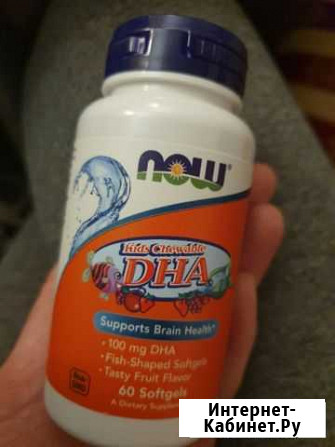 NOW
Kids Chewable
DHA
Supports Brain Health*
• 100 mg DHA
• Fish-Shaped Softgels
• Tasty Fruit Flavor
60 Softgels
A Dietary Supplement
Интернет-
Кабинет.Ру